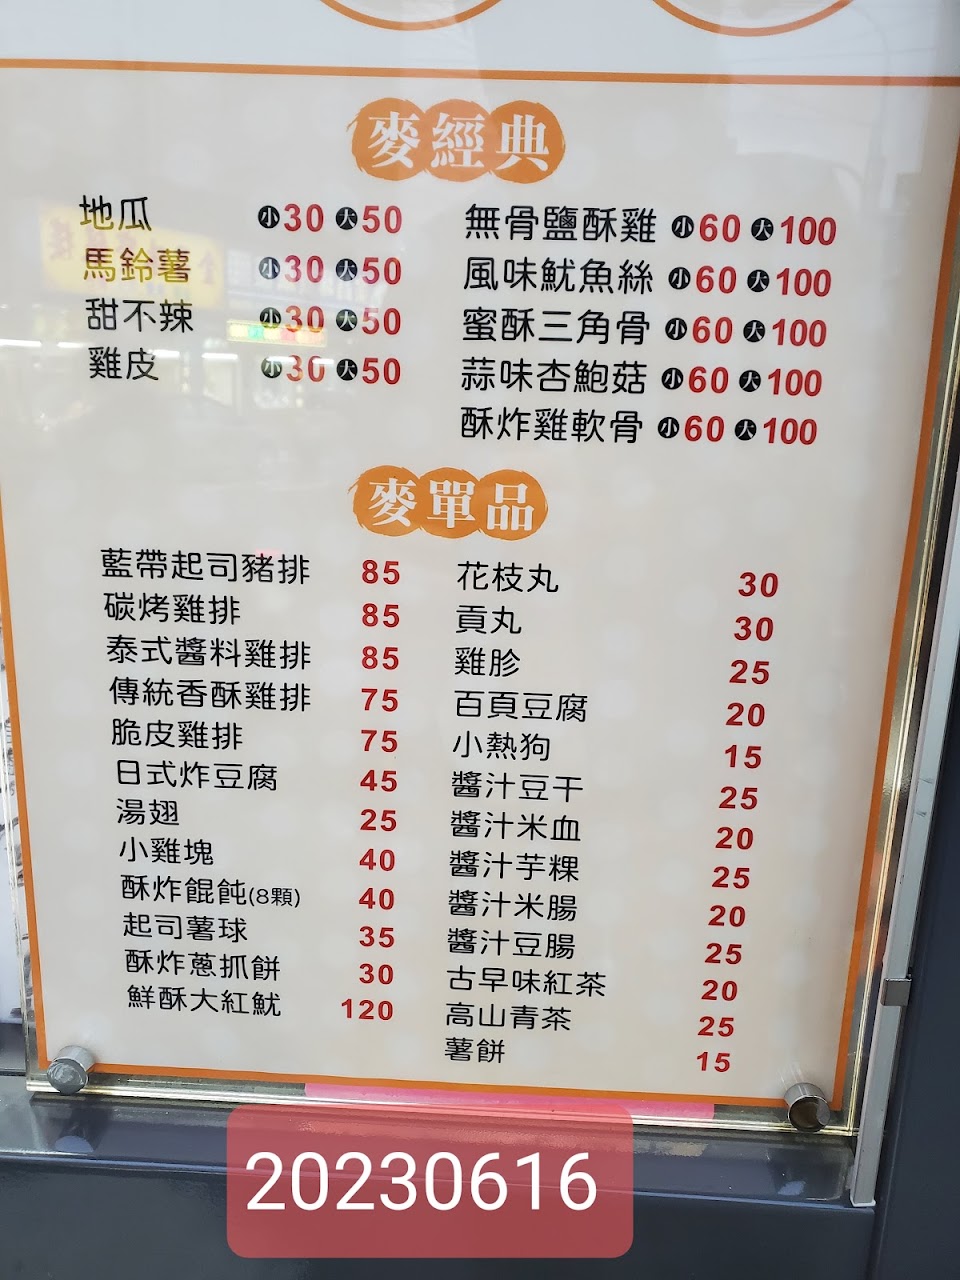 麥經典
地瓜 小30 大50
馬鈴薯 小30 大50
甜不辣 小30 大50
雞皮 小30 大50
無骨鹽酥雞 小60 大100
風味魷魚絲 小60 大100
蜜酥三角骨 小60 大100
蒜味杏鮑菇 小60 大100
酥炸雞軟骨 小60 大100
麥單品
藍帶起司豬排 85
碳烤雞排 85
泰式醬料雞排 85
傳統香酥雞排 75
脆皮雞排 75
日式炸豆腐 45
湯翅 25
小雞塊 40
酥炸餛飩(8顆) 40
起司薯球 35
酥炸蔥抓餅 30
鮮酥大紅魷 120
花枝丸 30
貢丸 30
雞胗 25
百頁豆腐 20
小熱狗 15
醬汁豆干 25
醬汁米血 20
醬汁芋粿 25
醬汁米腸 20
醬汁豆腸 25
古早味紅茶 20
高山青茶 25
薯餅 15
20230616